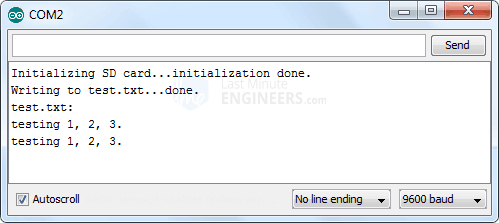 COM2
Send
Initializing SD card...initialization done.
Writing to test.txt...done.
test.txt:
testing 1, 2, 3.
testing 1, 2, 3.
Last Minute
ENGINEERS.com
Autoscroll
No line ending
9600 baud